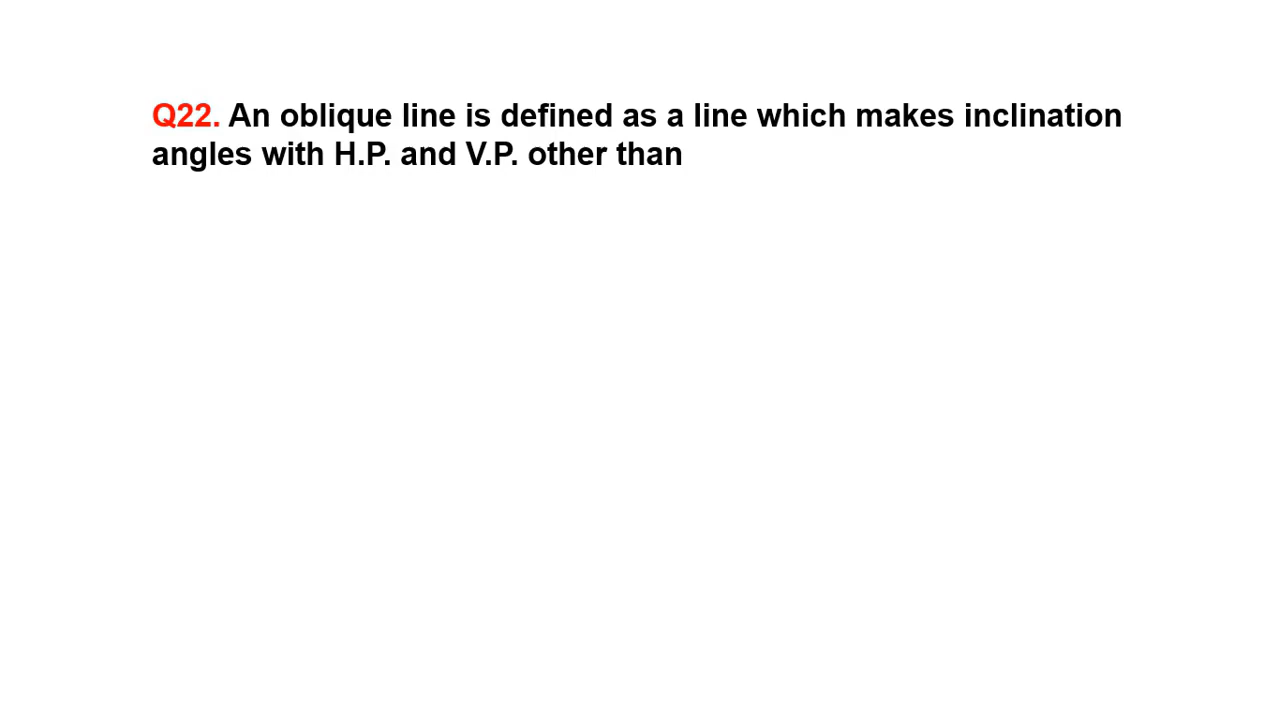 Q22. An oblique line is defined as a line which makes inclination
angles with H.P. and V.P. other than